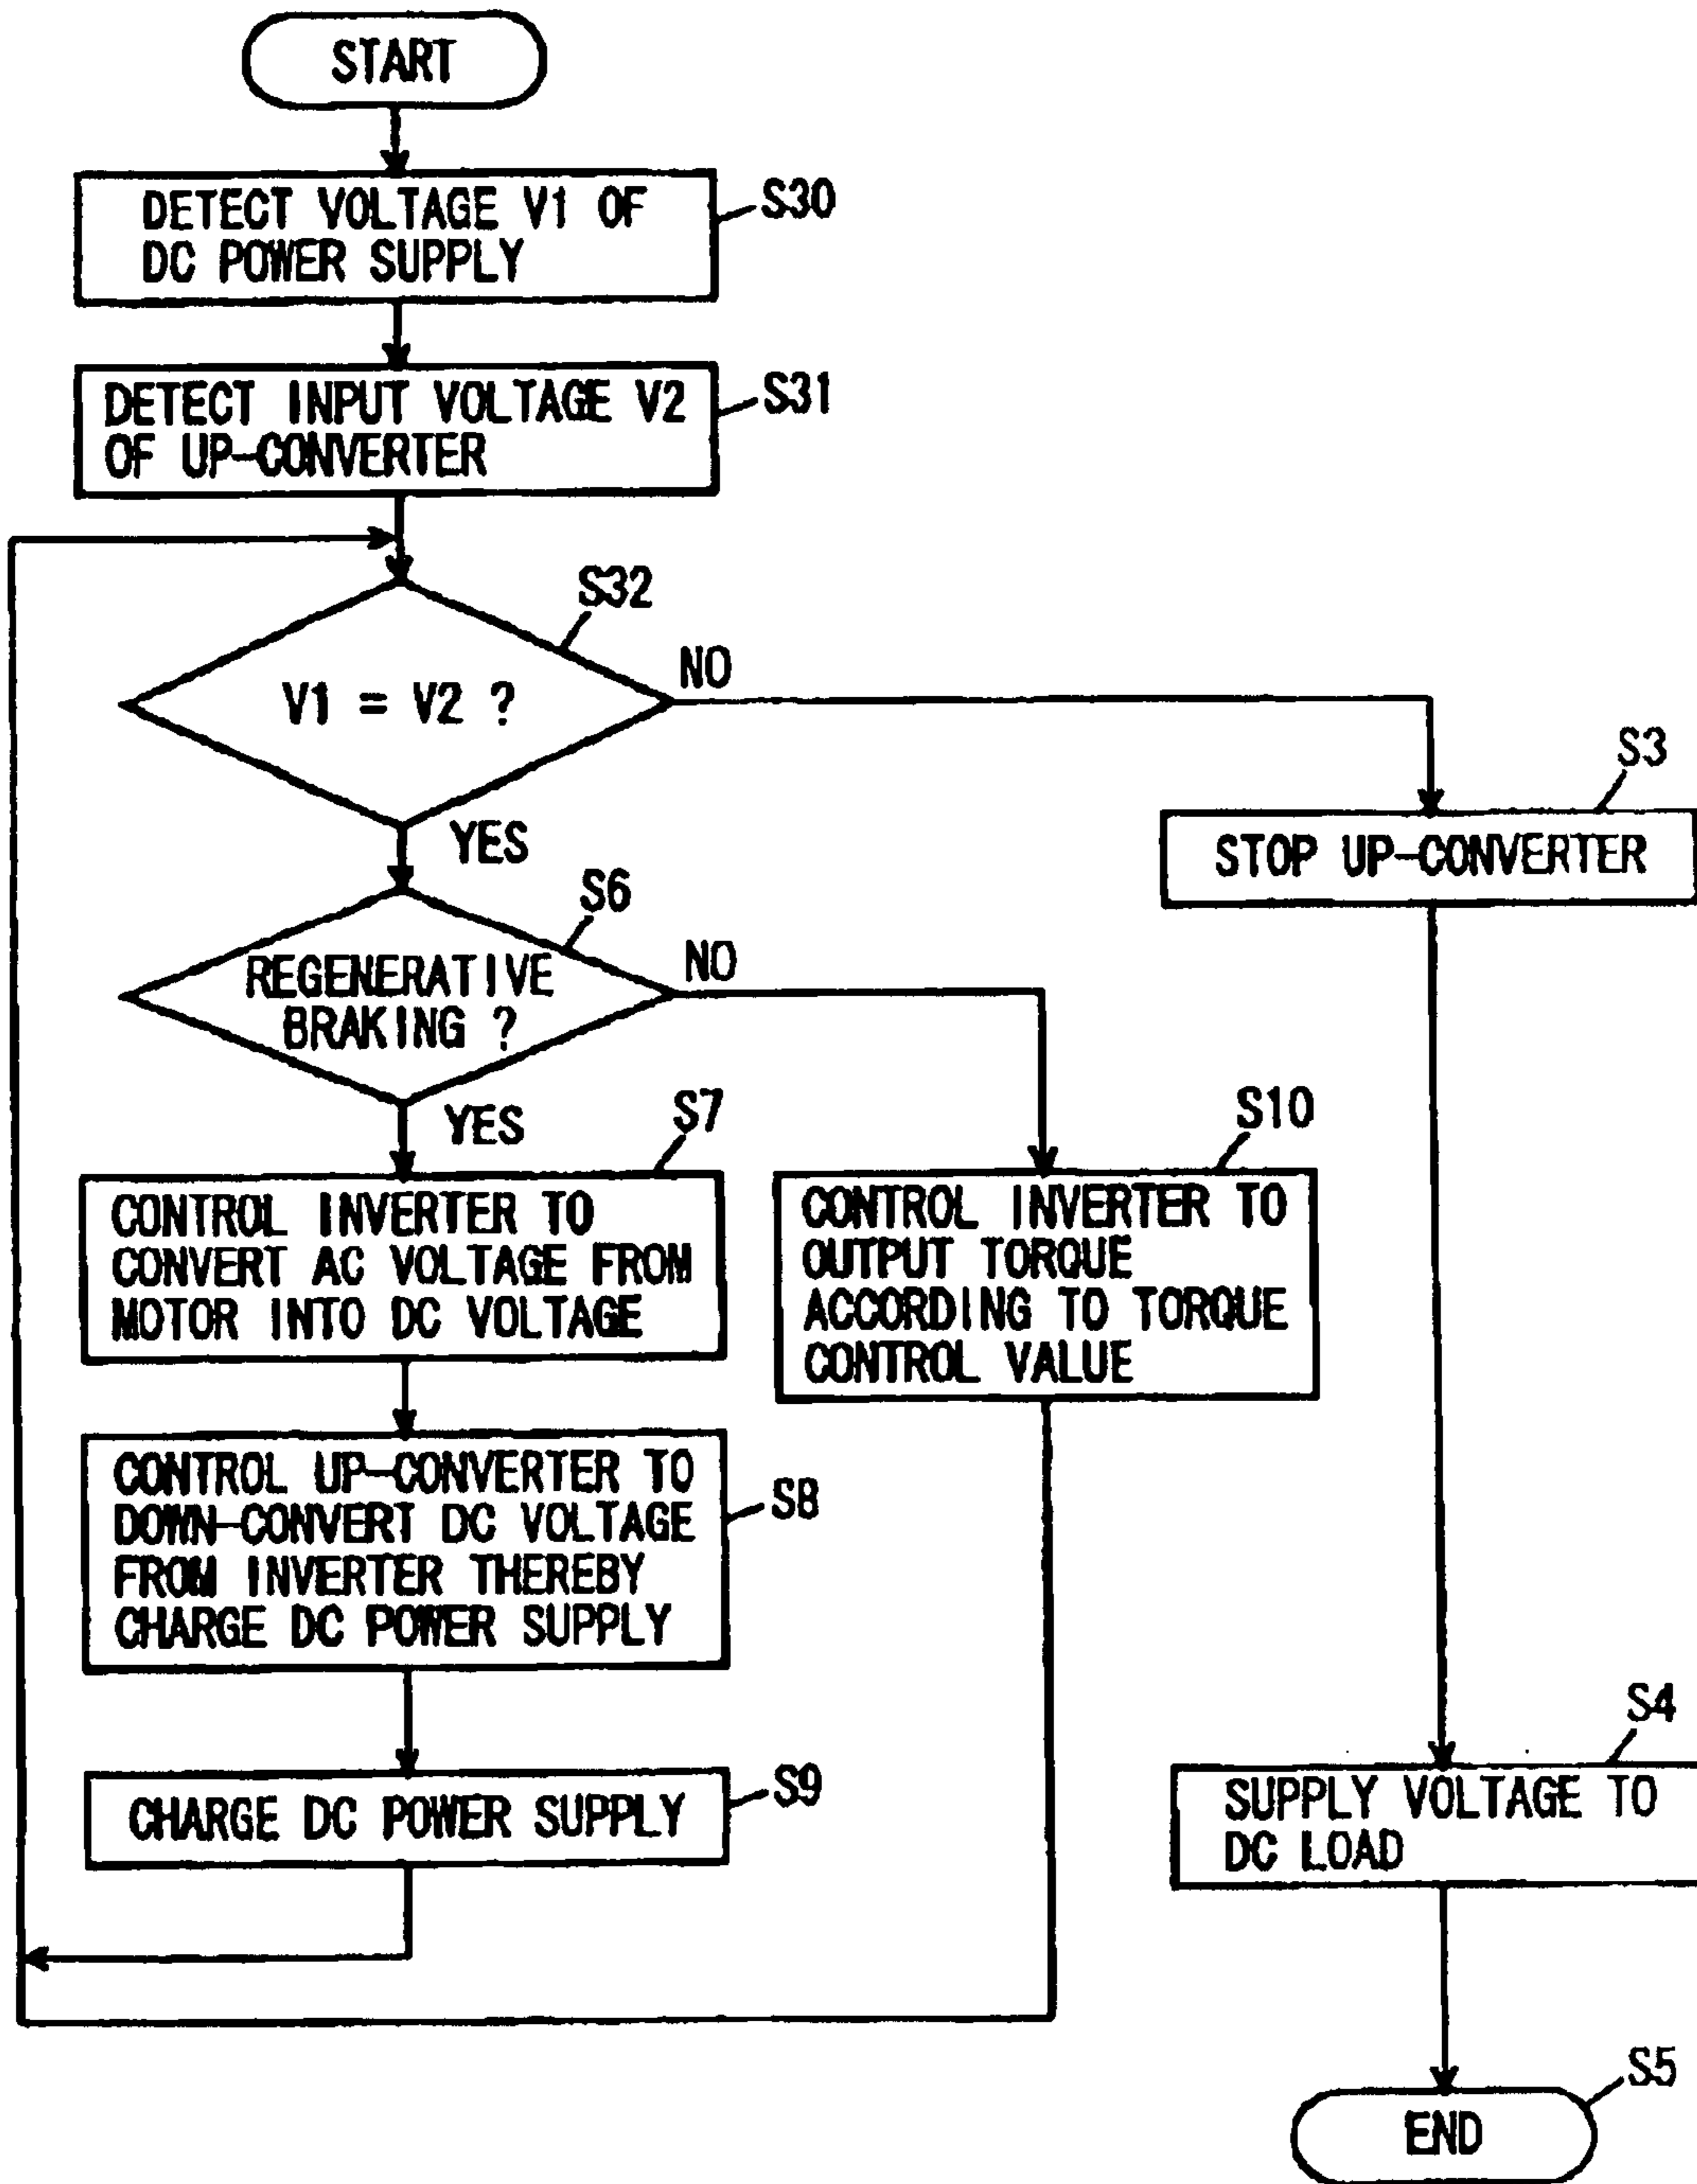 START
DETECT VOLTAGE V1 OF
DC POWER SUPPLY
S30
DETECT INPUT VOLTAGE V2
OF UP-CONVERTER
S31
S32
V1 = V2 ?
NO
YES
S3
STOP UP-CONVERTER
S6
REGENERATIVE
BRAKING ?
NO
YES
S7
CONTROL INVERTER TO
CONVERT AC VOLTAGE FROM
MOTOR INTO DC VOLTAGE
S10
CONTROL INVERTER TO
OUTPUT TORQUE
ACCORDING TO TORQUE
CONTROL VALUE
CONTROL UP-CONVERTER TO
DOWN-CONVERT DC VOLTAGE
FROM INVERTER THEREBY
CHARGE DC POWER SUPPLY
S8
CHARGE DC POWER SUPPLY
S9
S4
SUPPLY VOLTAGE TO
DC LOAD
S5
END